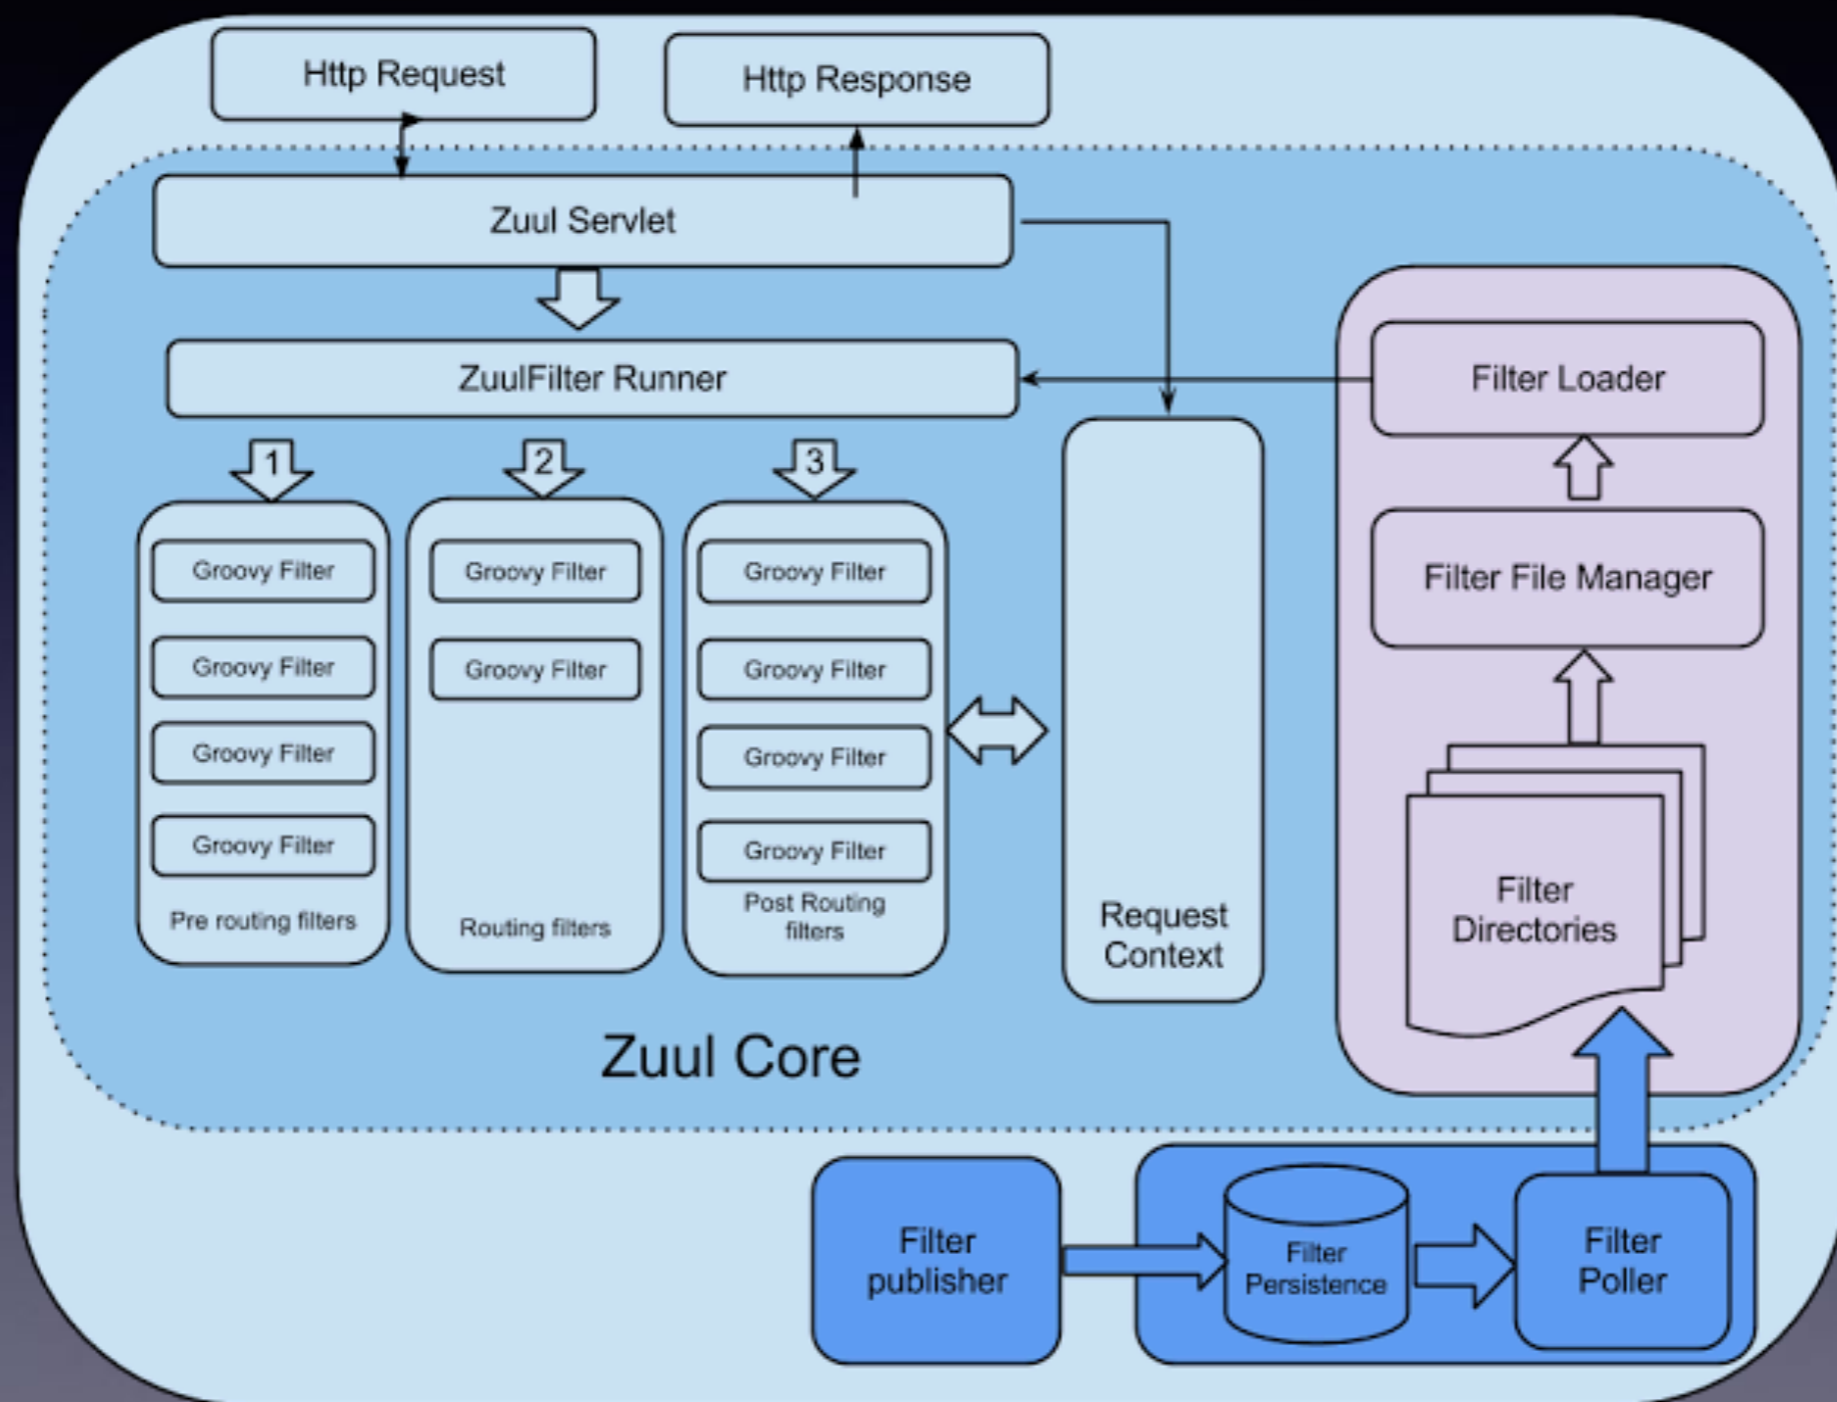 Http Request
Http Response
Zuul Servlet
ZuulFilter Runner
1
2
3
Groovy Filter
Groovy Filter
Groovy Filter
Groovy Filter
Pre routing filters
Groovy Filter
Groovy Filter
Routing filters
Groovy Filter
Groovy Filter
Groovy Filter
Groovy Filter
Post Routing
filters
Request
Context
Filter Loader
Filter File Manager
Filter
Directories
Zuul Core
Filter
publisher
Filter
Persistence
Filter
Poller